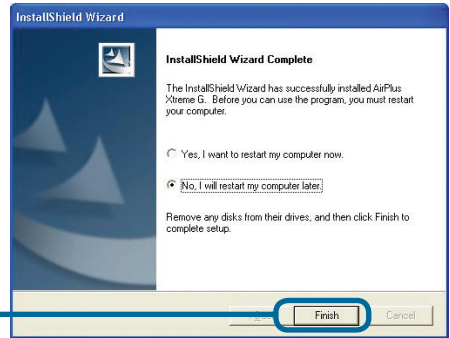 InstallShield Wizard
InstallShield Wizard Complete
The InstallShield Wizard has successfully installed AirPlus
Xtreme G.  Before you can use the program, you must restart
your computer.
Yes, I want to restart my computer now.
No, I will restart my computer later.
Remove any disks from their drives, and then click Finish to
complete setup.
Finish
Cancel